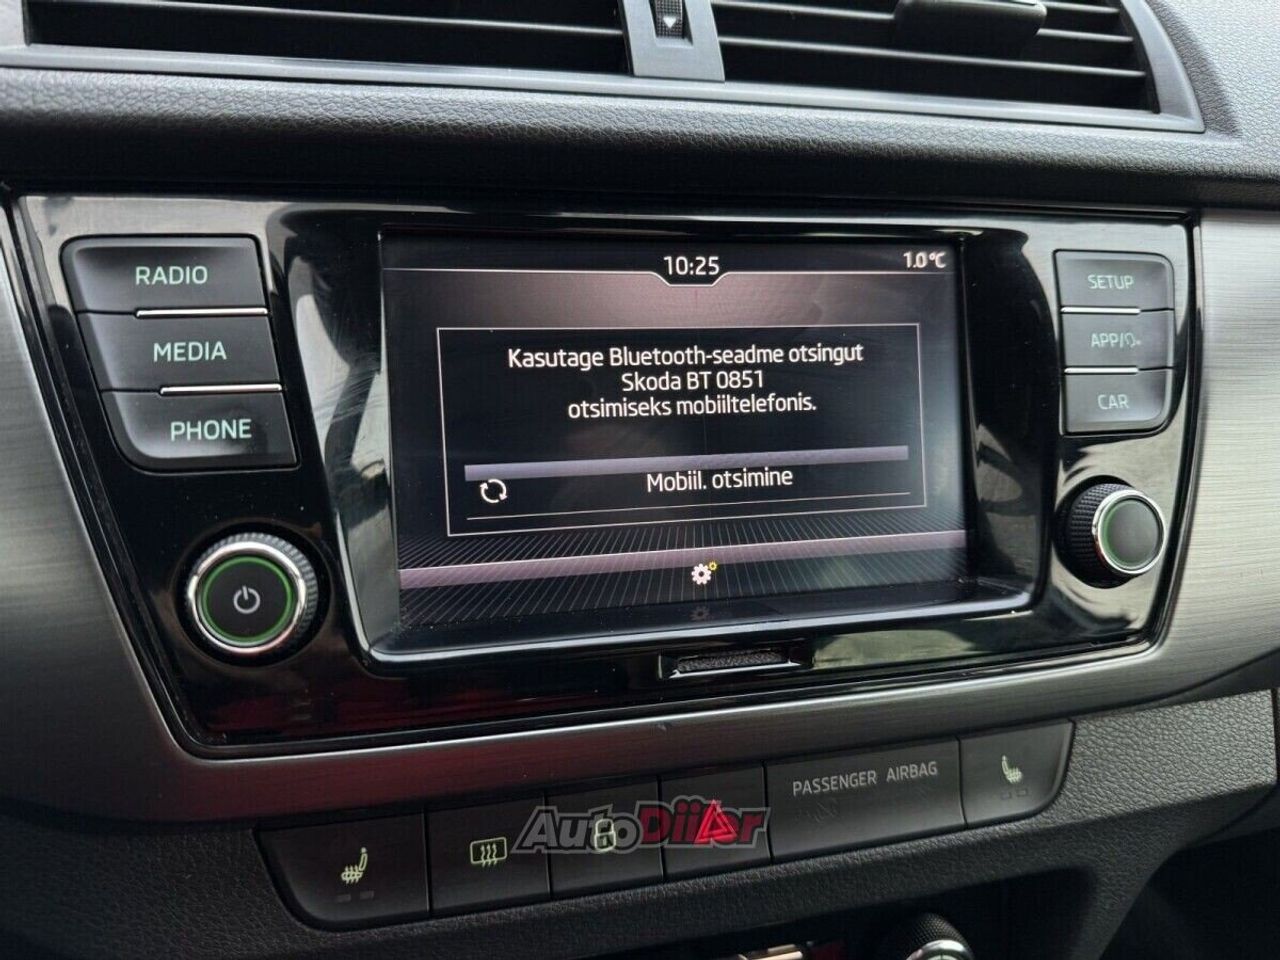 10:25
1.0°C
RADIO
MEDIA
PHONE
Kasutage Bluetooth-seadme otsingut
Skoda BT 0851
otsimiseks mobiiltelefonis.
Mobiil. otsimine
SETUP
APP/
CAR
PASSENGER AIRBAG
AutoDiiler